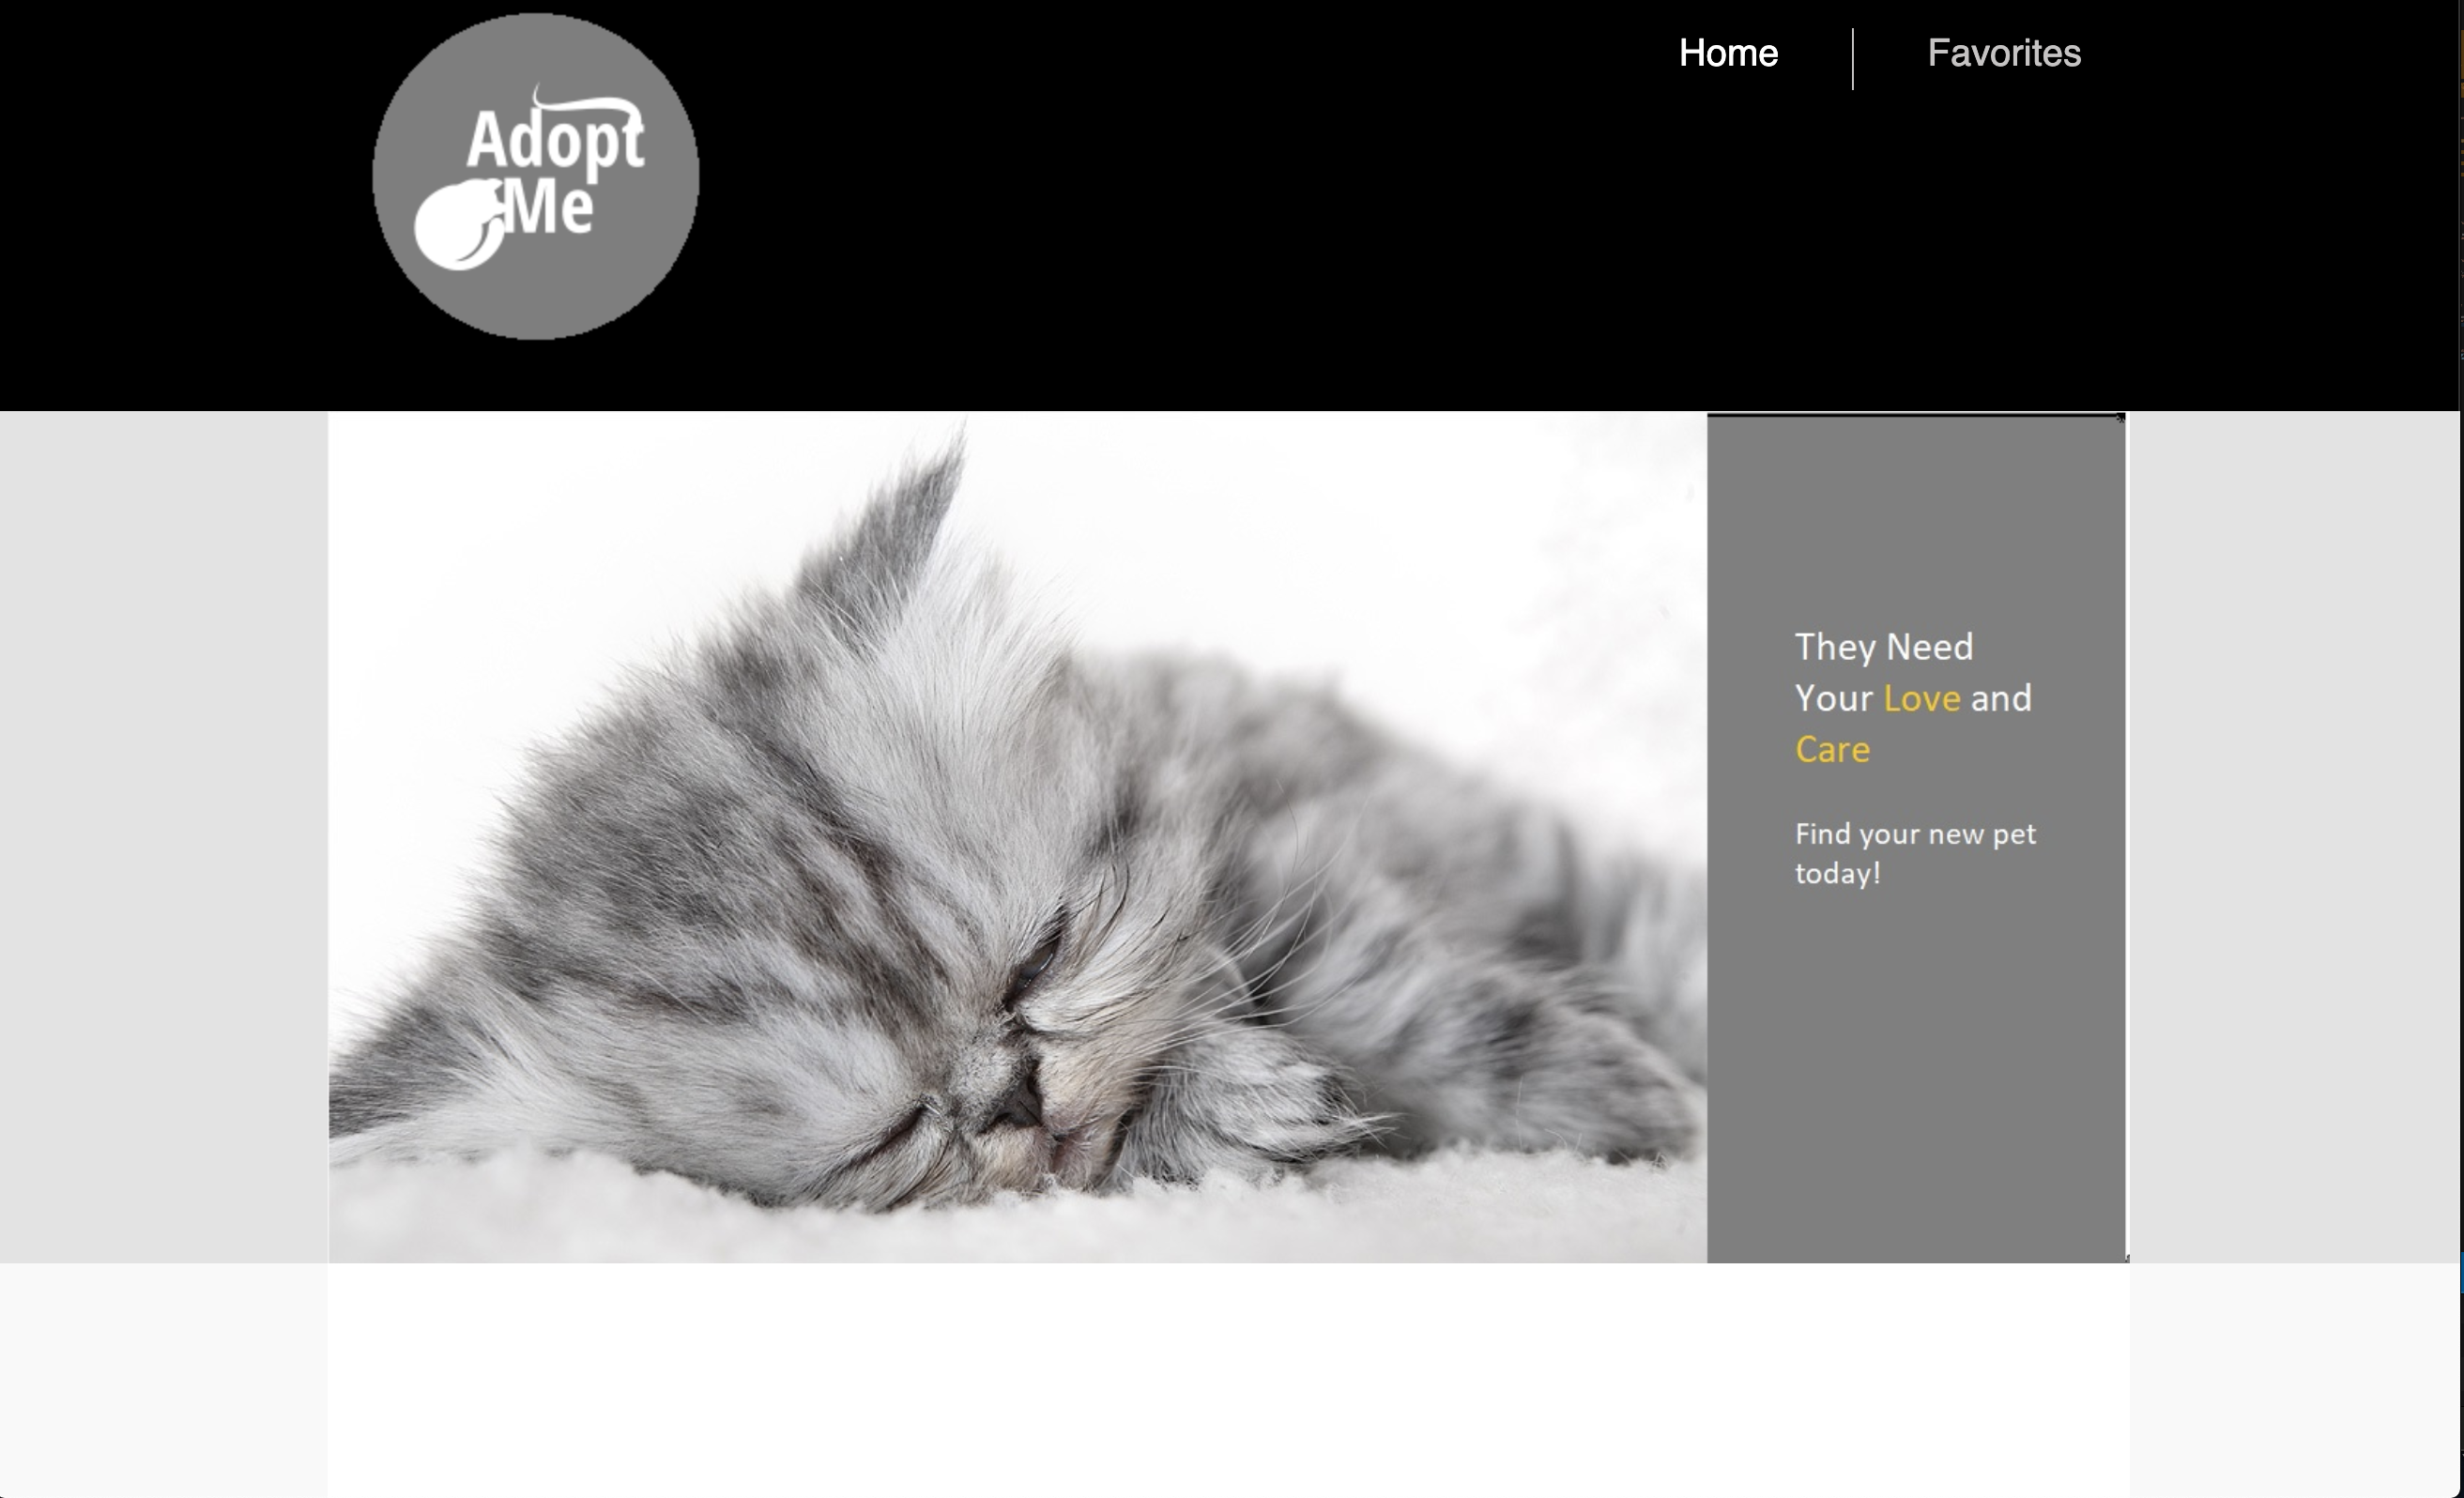 Adopt
Me
Home
Favorites
They Need
Your Love and
Care
Find your new pet
today!